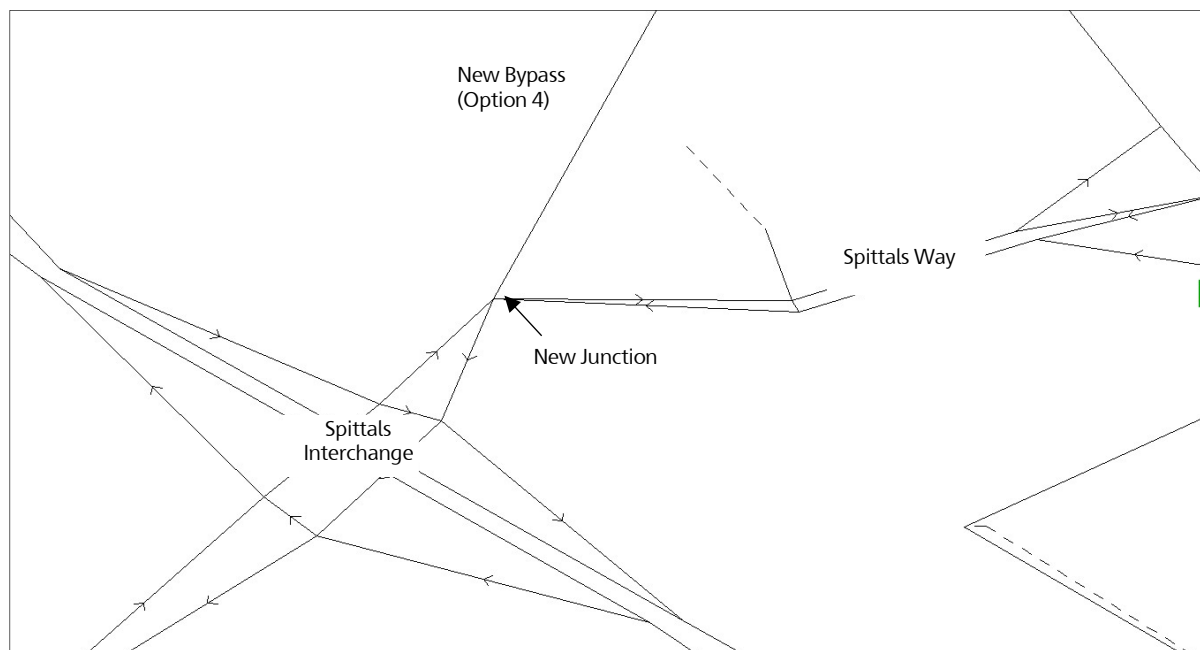 New Bypass
(Option 4)
Spittals Way
New Junction
Spittals
Interchange